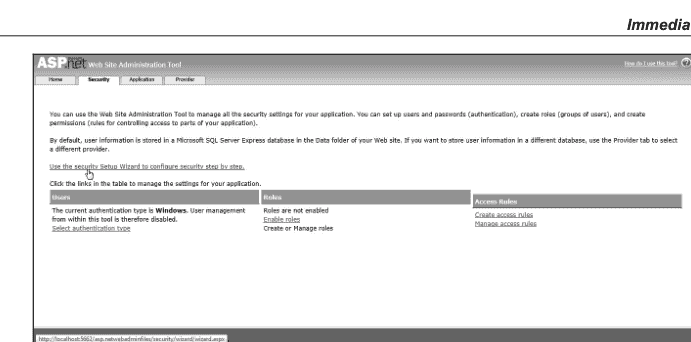 Immedia
ASP.net Web Site Administration Tool
How do I use this tool? ?
Home Security Application Provider
You can use the Web Site Administration Tool to manage all the security settings for your application. You can set up users and passwords (authentication), create roles (groups of users), and create
permissions (rules for controlling access to parts of your application).
By default, user information is stored in a Microsoft SQL Server Express database in the Data folder of your Web site. If you want to store user information in a different database, use the Provider tab to select
a different provider.
Use the security Setup Wizard to configure security step by step.
Click the links in the table to manage the settings for your application.
Users
The current authentication type is Windows. User management
from within this tool is therefore disabled.
Select authentication type
Roles
Roles are not enabled
Enable roles
Create or Manage roles
Access Rules
Create access rules
Manage access rules
http://localhost:5662/asp.netwebadminfiles/security/wizard/wizard.aspx